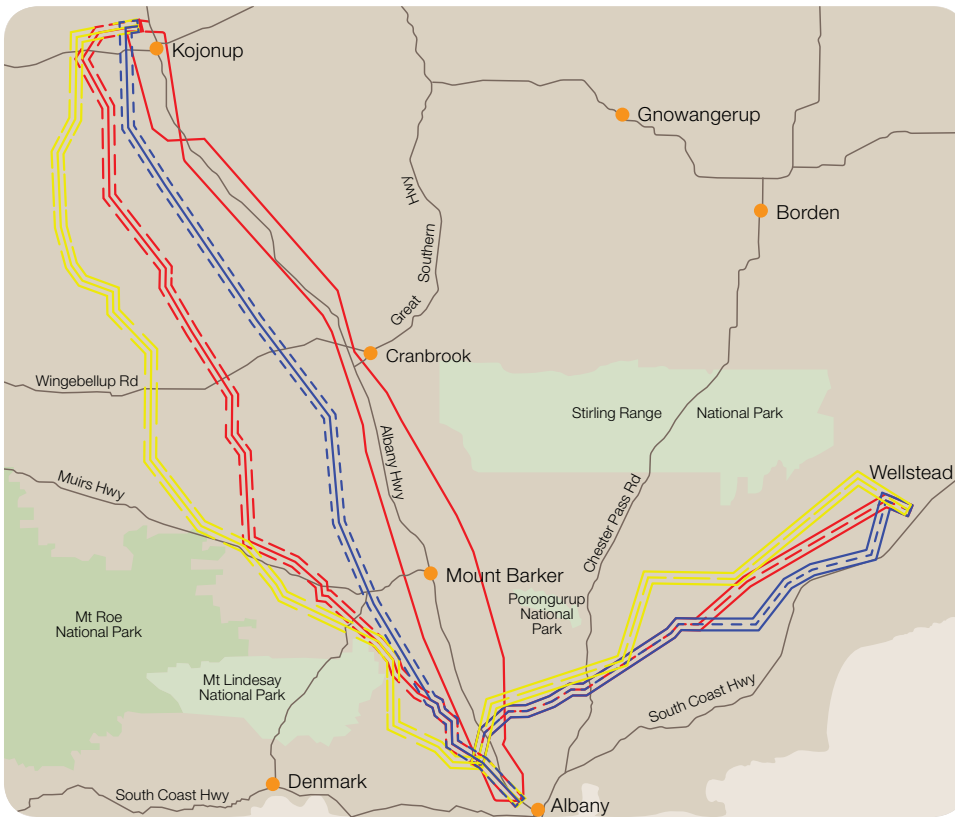 Kojonup
Gnowangerup
Hwy
Borden
Southern
Great
Cranbrook
Wingebellup Rd
Stirling Range
National Park
Albany Hwy
Muirs Hwy
Wellstead
Chester Pass Rd
Mount Barker
Porongurup
National
Park
Mt Roe
National Park
Mt Lindesay
National Park
South Coast Hwy
Denmark
South Coast Hwy
Albany